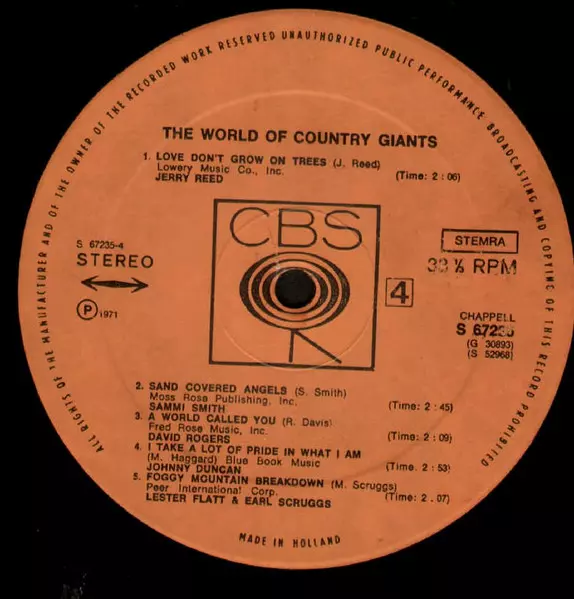 ALL RIGHTS OF THE MANUFACTURER AND OF THE OWNER OF THE RECORDED WORK RESERVED UNAUTHORIZED PUBLIC PERFORMANCE BROADCASTING AND COPYING OF THIS RECORD PROHIBITED
THE WORLD OF COUNTRY GIANTS
1. LOVE DON'T GROW ON TREES (J. Reed)
Lowery Music Co., Inc. (Time: 2 : 06)
JERRY REED
CBS
S 67235-4
STEREO
P 1971
STEMRA
33 ⅓ RPM
4
CHAPPELL
S 67235
(G 30893)
(S 52968)
2. SAND COVERED ANGELS (S. Smith)
Moss Rose Publishing, Inc.
SAMMI SMITH (Time: 2 : 45)
3. A WORLD CALLED YOU (R. Davis)
Fred Rose Music, Inc.
DAVID ROGERS (Time: 2 : 09)
4. I TAKE A LOT OF PRIDE IN WHAT I AM
(M. Haggard) Blue Book Music
JOHNNY DUNCAN (Time: 2 : 53)
5. FOGGY MOUNTAIN BREAKDOWN (M. Scruggs)
Peer International Corp.
LESTER FLATT & EARL SCRUGGS (Time: 2 . 07)
MADE IN HOLLAND